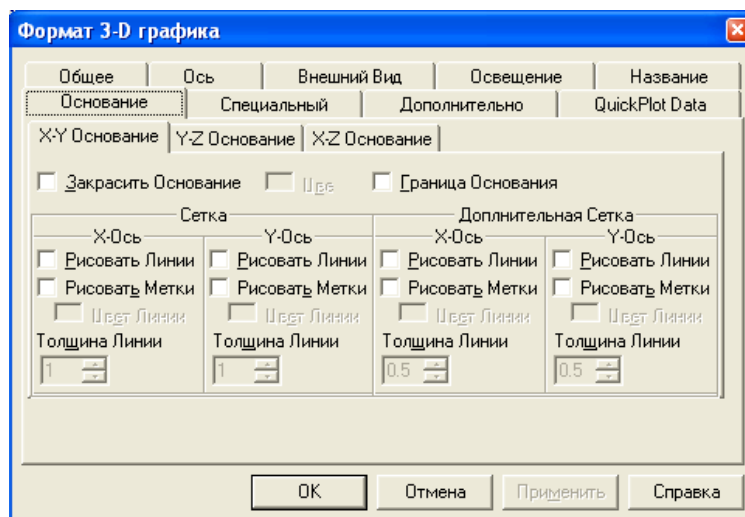 Формат 3-D графика
Общее Ось Внешний Вид Освещение Название
Основание Специальный Дополнительно QuickPlot Data
X-Y Основание Y-Z Основание X-Z Основание
Закрасить Основание Цве Граница Основания
Сетка Доплнительная Сетка
X-Ось Y-Ось X-Ось Y-Ось
Рисовать Линии Рисовать Линии Рисовать Линии Рисовать Линии
Рисовать Метки Рисовать Метки Рисовать Метки Рисовать Метки
Цвет Линии Цвет Линии Цвет Линии Цвет Линии
Толщина Линии Толщина Линии Толщина Линии Толщина Линии
1 1 0.5 0.5
OK Отмена Применить Справка